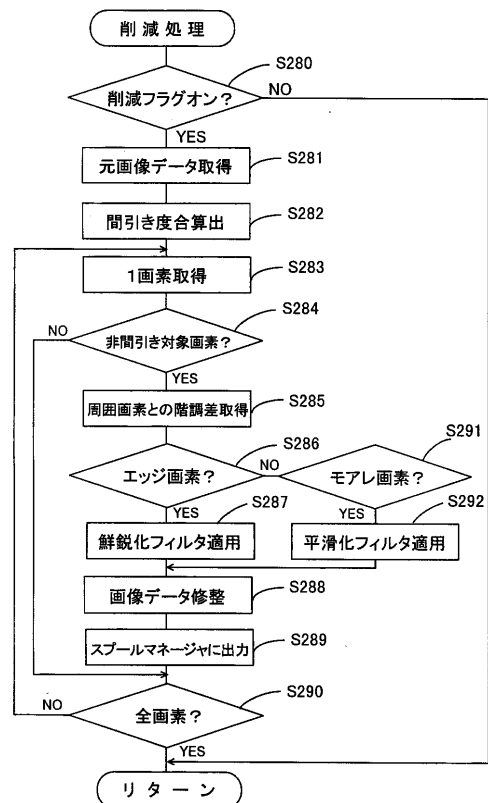 削減処理
S280
削減フラグオン？
NO
YES
元画像データ取得
S281
間引き度合算出
S282
1画素取得
S283
S284
NO
非間引き対象画素？
YES
周囲画素との階調差取得
S285
S286
S291
エッジ画素？
NO
モアレ画素？
YES
S287
YES
S292
鮮鋭化フィルタ適用
平滑化フィルタ適用
画像データ修整
S288
スプールマネージャに出力
S289
S290
NO
全画素？
YES
リターン